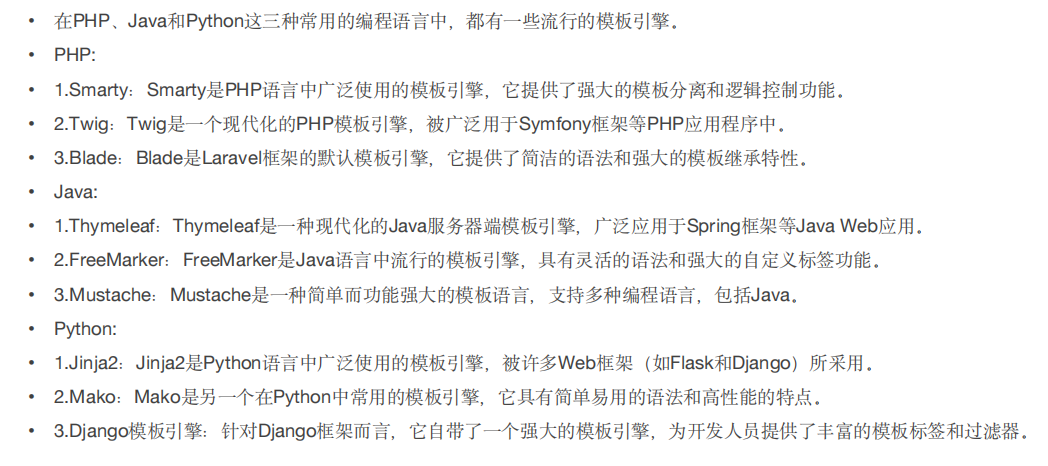 • 在PHP、Java和Python这三种常用的编程语言中，都有一些流行的模板引擎。
• PHP:
• 1.Smarty：Smarty是PHP语言中广泛使用的模板引擎，它提供了强大的模板分离和逻辑控制功能。
• 2.Twig：Twig是一个现代化的PHP模板引擎，被广泛用于Symfony框架等PHP应用程序中。
• 3.Blade：Blade是Laravel框架的默认模板引擎，它提供了简洁的语法和强大的模板继承特性。
• Java:
• 1.Thymeleaf：Thymeleaf是一种现代化的Java服务器端模板引擎，广泛应用于Spring框架等Java Web应用。
• 2.FreeMarker：FreeMarker是Java语言中流行的模板引擎，具有灵活的语法和强大的自定义标签功能。
• 3.Mustache：Mustache是一种简单而功能强大的模板语言，支持多种编程语言，包括Java。
• Python:
• 1.Jinja2：Jinja2是Python语言中广泛使用的模板引擎，被许多Web框架（如Flask和Django）所采用。
• 2.Mako：Mako是另一个在Python中常用的模板引擎，它具有简单易用的语法和高性能的特点。
• 3.Django模板引擎：针对Django框架而言，它自带了一个强大的模板引擎，为开发人员提供了丰富的模板标签和过滤器。